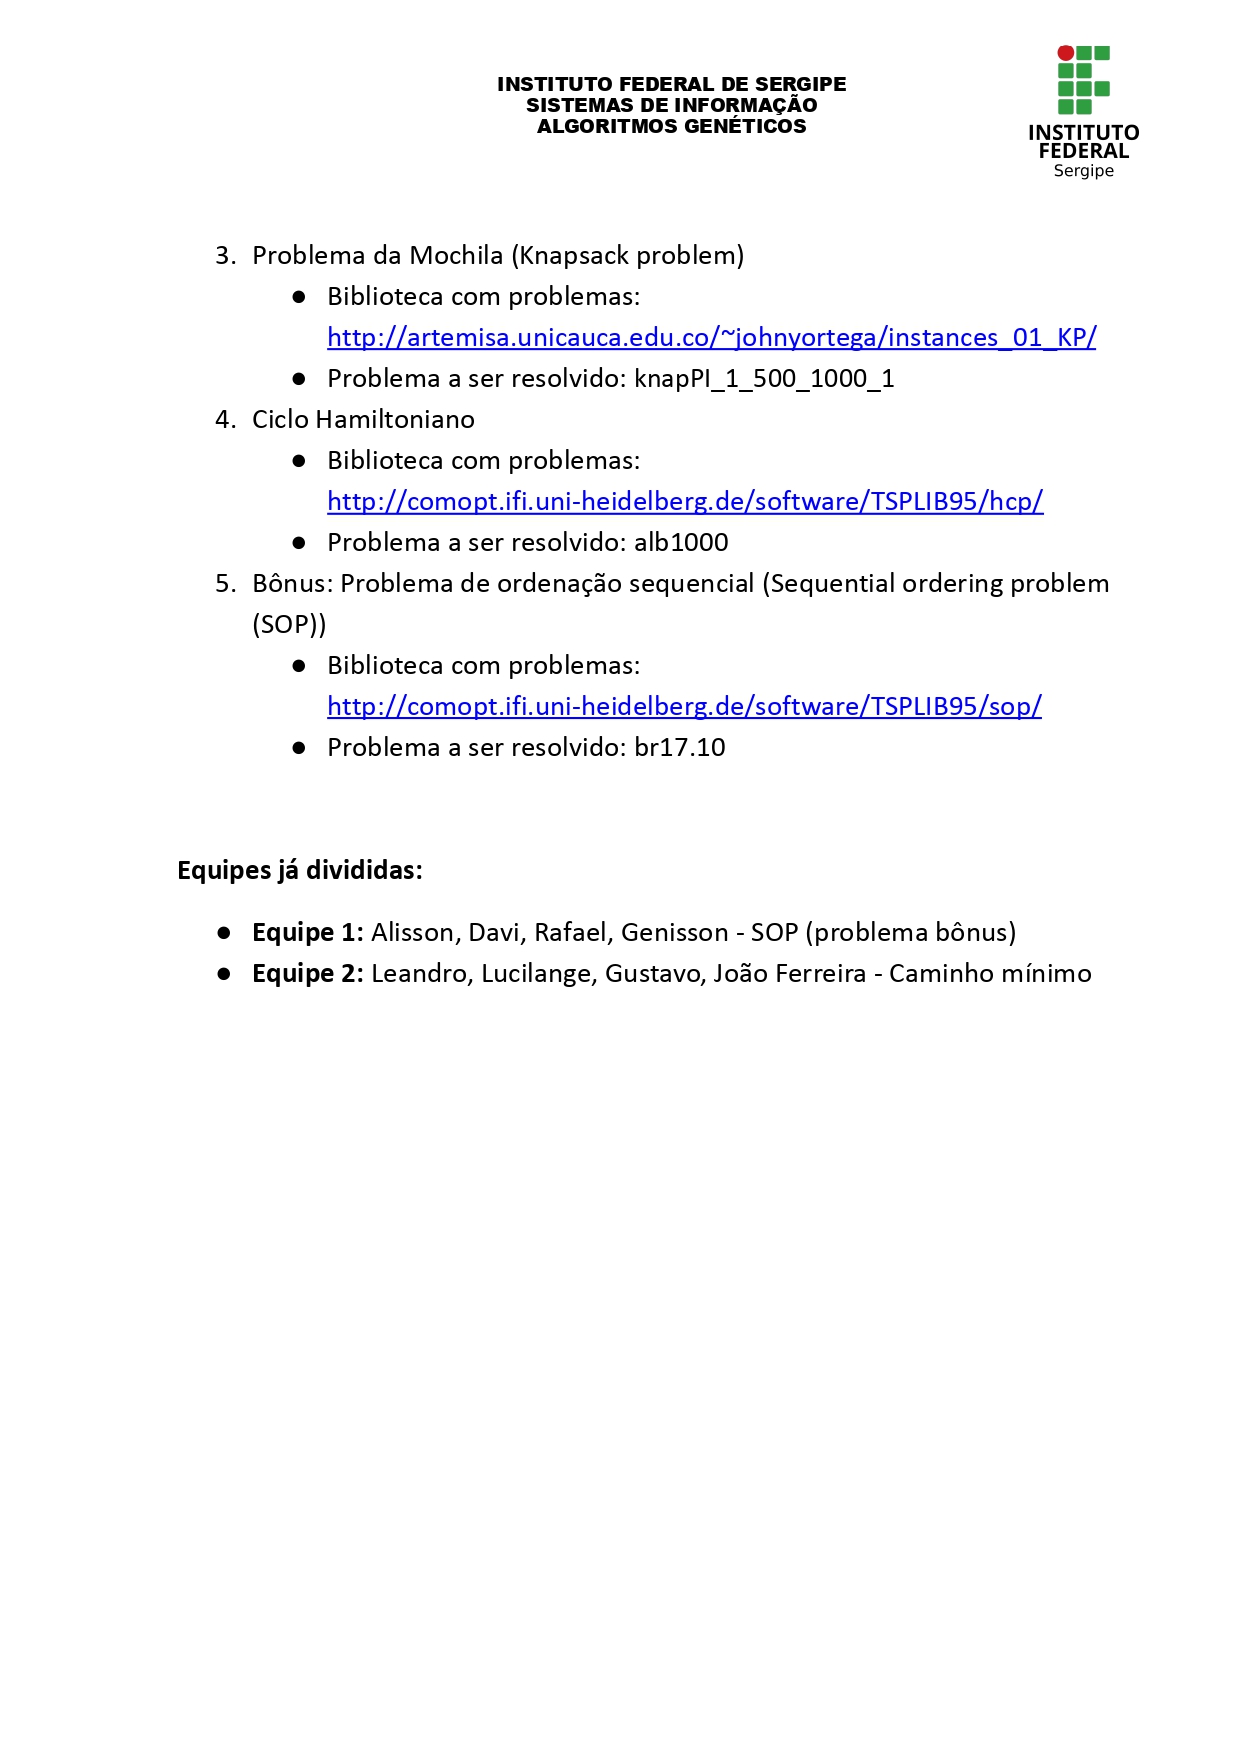 INSTITUTO FEDERAL DE SERGIPE
SISTEMAS DE INFORMAÇÃO
ALGORITMOS GENÉTICOS
INSTITUTO
FEDERAL
Sergipe
3. Problema da Mochila (Knapsack problem)
● Biblioteca com problemas:
http://artemisa.unicauca.edu.co/~johnyortega/instances_01_KP/
● Problema a ser resolvido: knapPI_1_500_1000_1
4. Ciclo Hamiltoniano
● Biblioteca com problemas:
http://comopt.ifi.uni-heidelberg.de/software/TSPLIB95/hcp/
● Problema a ser resolvido: alb1000
5. Bônus: Problema de ordenação sequencial (Sequential ordering problem
(SOP))
● Biblioteca com problemas:
http://comopt.ifi.uni-heidelberg.de/software/TSPLIB95/sop/
● Problema a ser resolvido: br17.10
Equipes já divididas:
● Equipe 1: Alisson, Davi, Rafael, Genisson - SOP (problema bônus)
● Equipe 2: Leandro, Lucilange, Gustavo, João Ferreira - Caminho mínimo